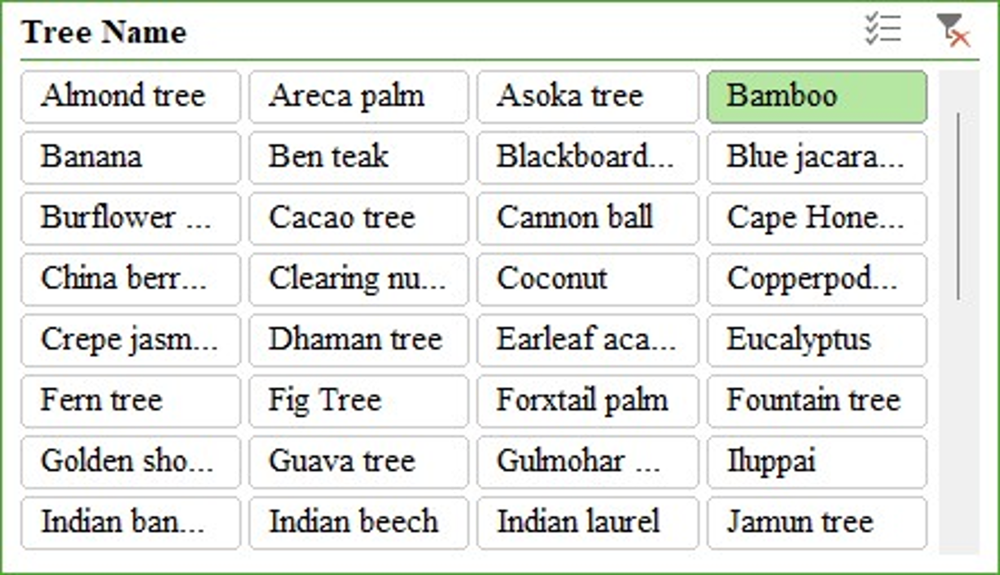 Tree Name
Almond tree Areca palm Asoka tree Bamboo
Banana Ben teak Blackboard... Blue jacara...
Burflower ... Cacao tree Cannon ball Cape Hone...
China berr... Clearing nu... Coconut Copperpod...
Crepe jasm... Dhaman tree Earleaf aca... Eucalyptus
Fern tree Fig Tree Forxtail palm Fountain tree
Golden sho... Guava tree Gulmohar ... Iluppai
Indian ban... Indian beech Indian laurel Jamun tree